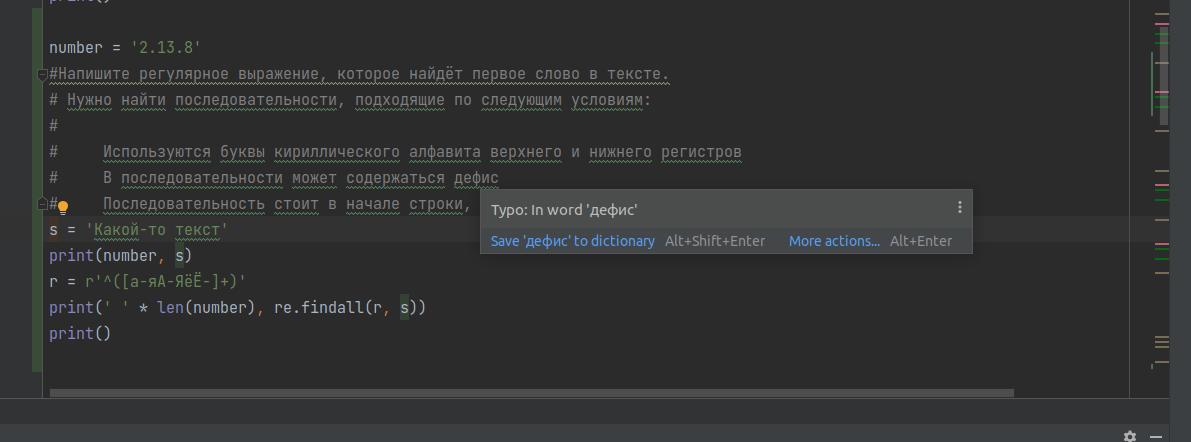 print()
number = '2.13.8'
#Напишите регулярное выражение, которое найдёт первое слово в тексте.
# Нужно найти последовательности, подходящие по следующим условиям:
#
# Используются буквы кириллического алфавита верхнего и нижнего регистров
# В последовательности может содержаться дефис
# Последовательность стоит в начале строки,
Typo: In word 'дефис'
Save 'дефис' to dictionary Alt+Shift+Enter More actions... Alt+Enter
s = 'Какой-то текст'
print(number, s)
r = r'^([а-яА-ЯёЁ-]+)'
print(' ' * len(number), re.findall(r, s))
print()